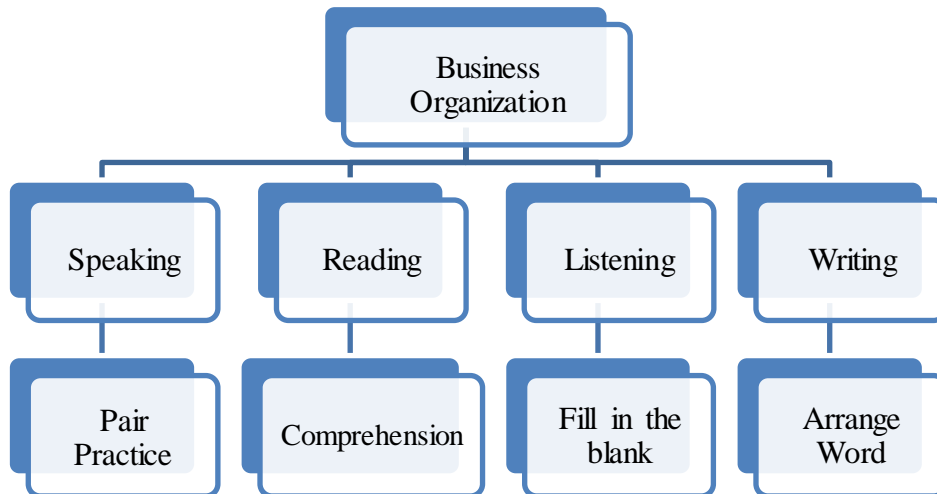 Business
Organization
Speaking
Reading
Listening
Writing
Pair
Practice
Comprehension
Fill in the
blank
Arrange
Word